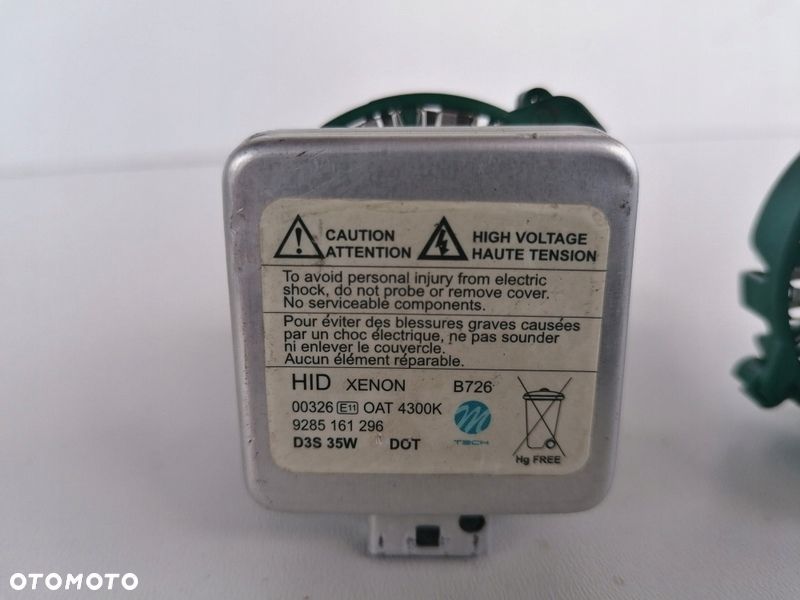 CAUTION
ATTENTION
HIGH VOLTAGE
HAUTE TENSION
To avoid personal injury from electric
shock, do not probe or remove cover.
No serviceable components.
Pour éviter des blessures graves causées
par un choc électrique, ne pas sounder
ni enlever le couvercle.
Aucun élément réparable.
HID XENON B726
00326 E11 OAT 4300K
9285 161 296
D3S 35W DOT
M
TECH
Hg FREE
OTOMOTO